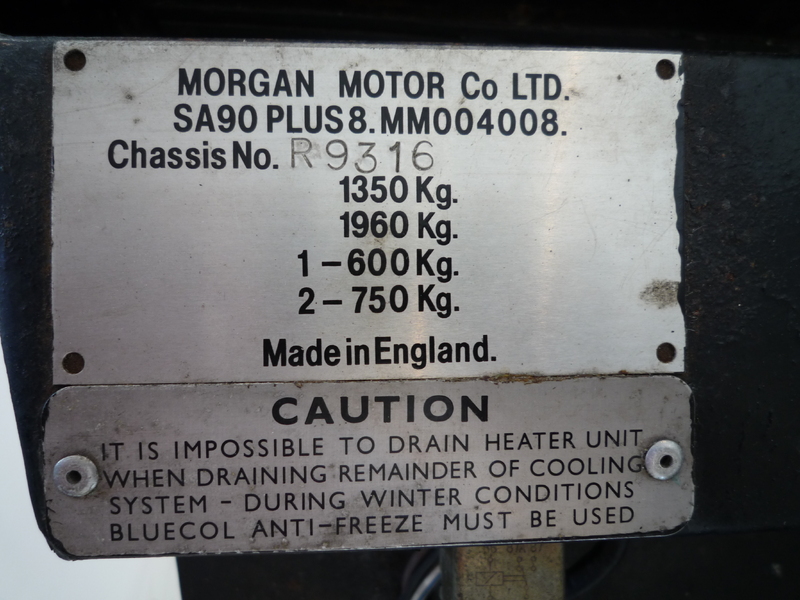 MORGAN MOTOR Co LTD.
SA90 PLUS 8. MM004008.
Chassis No. R9316
1350 Kg.
1960 Kg.
1 - 600 Kg.
2 - 750 Kg.
Made in England.
CAUTION
IT IS IMPOSSIBLE TO DRAIN HEATER UNIT
WHEN DRAINING REMAINDER OF COOLING
SYSTEM - DURING WINTER CONDITIONS
BLUECOL ANTI-FREEZE MUST BE USED